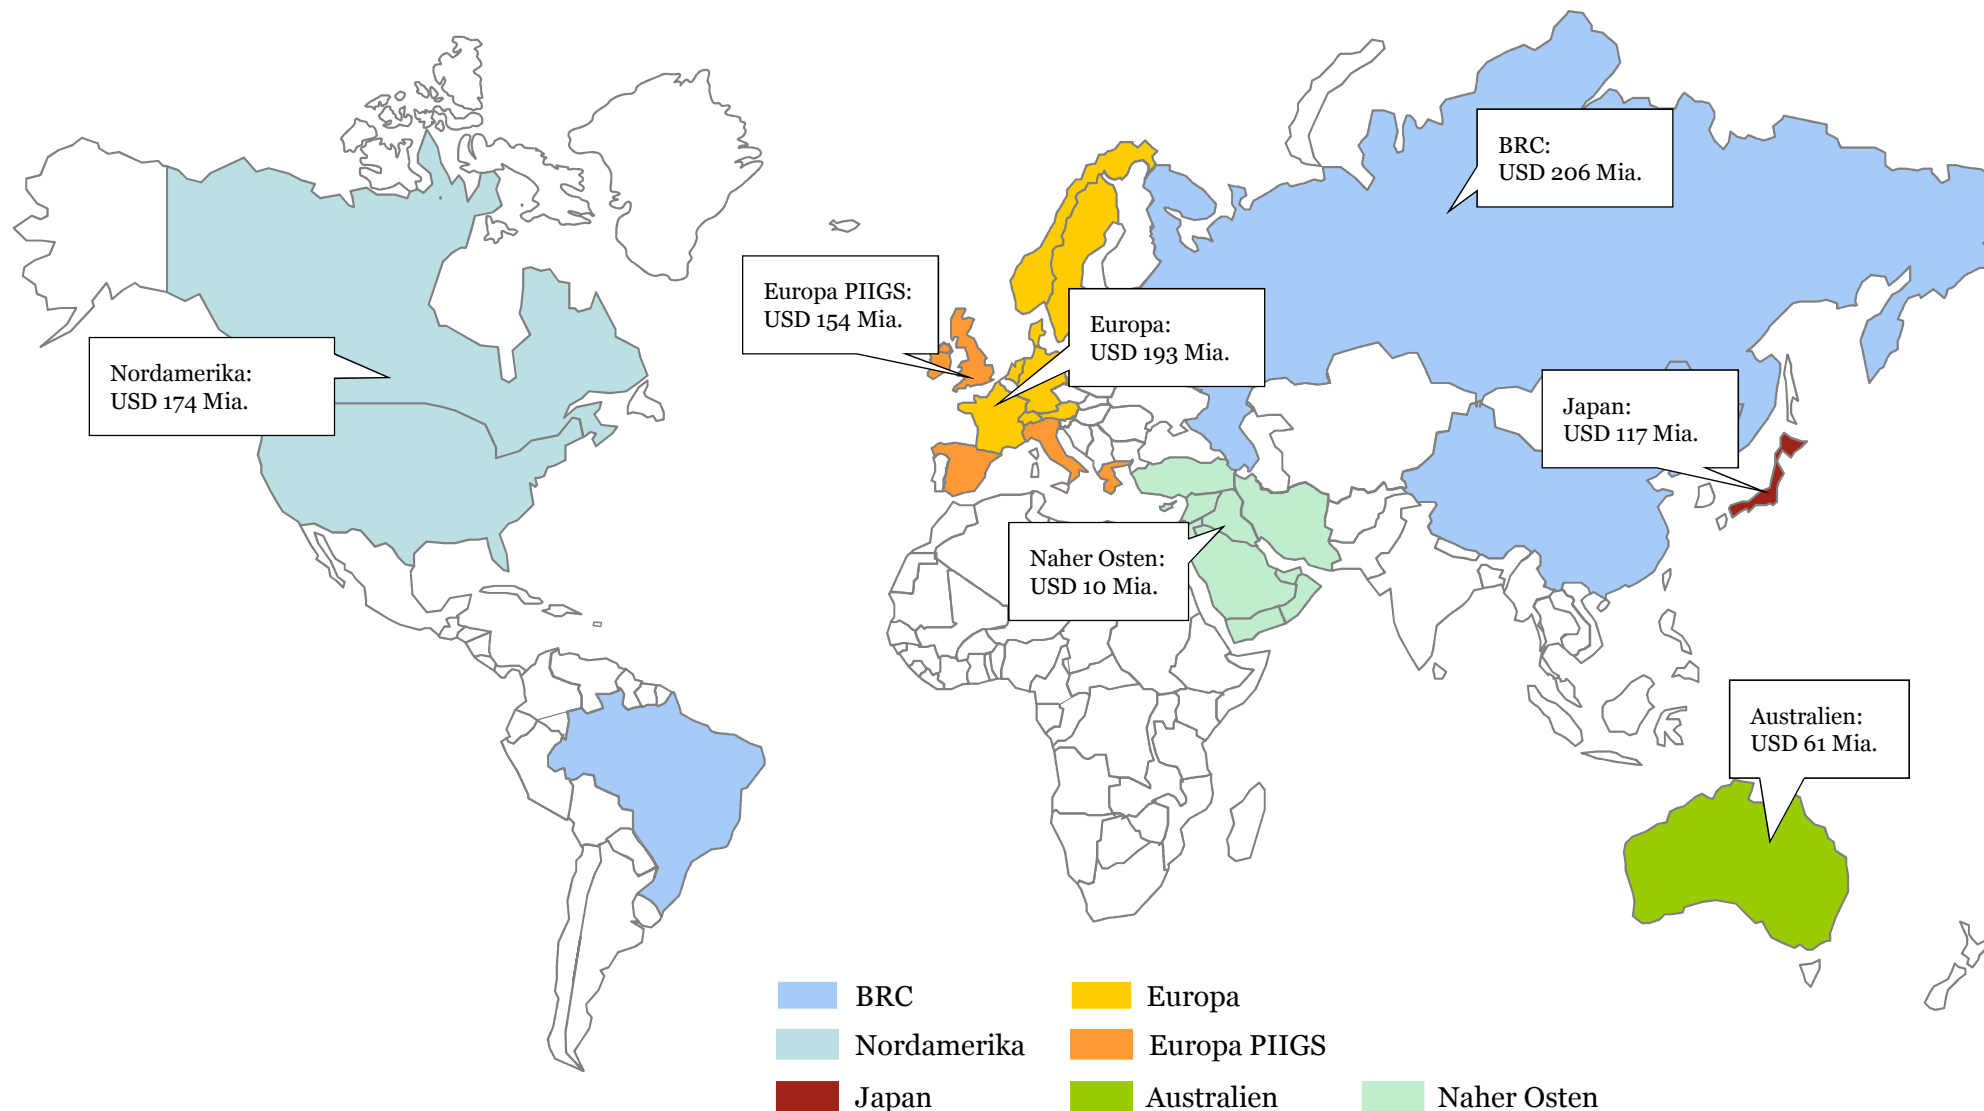 BRC:
USD 206 Mia.
Europa PIIGS:
USD 154 Mia.
Europa:
USD 193 Mia.
Nordamerika:
USD 174 Mia.
Japan:
USD 117 Mia.
Naher Osten:
USD 10 Mia.
Australien:
USD 61 Mia.
BRC
Europa
Nordamerika
Europa PIIGS
Japan
Australien
Naher Osten